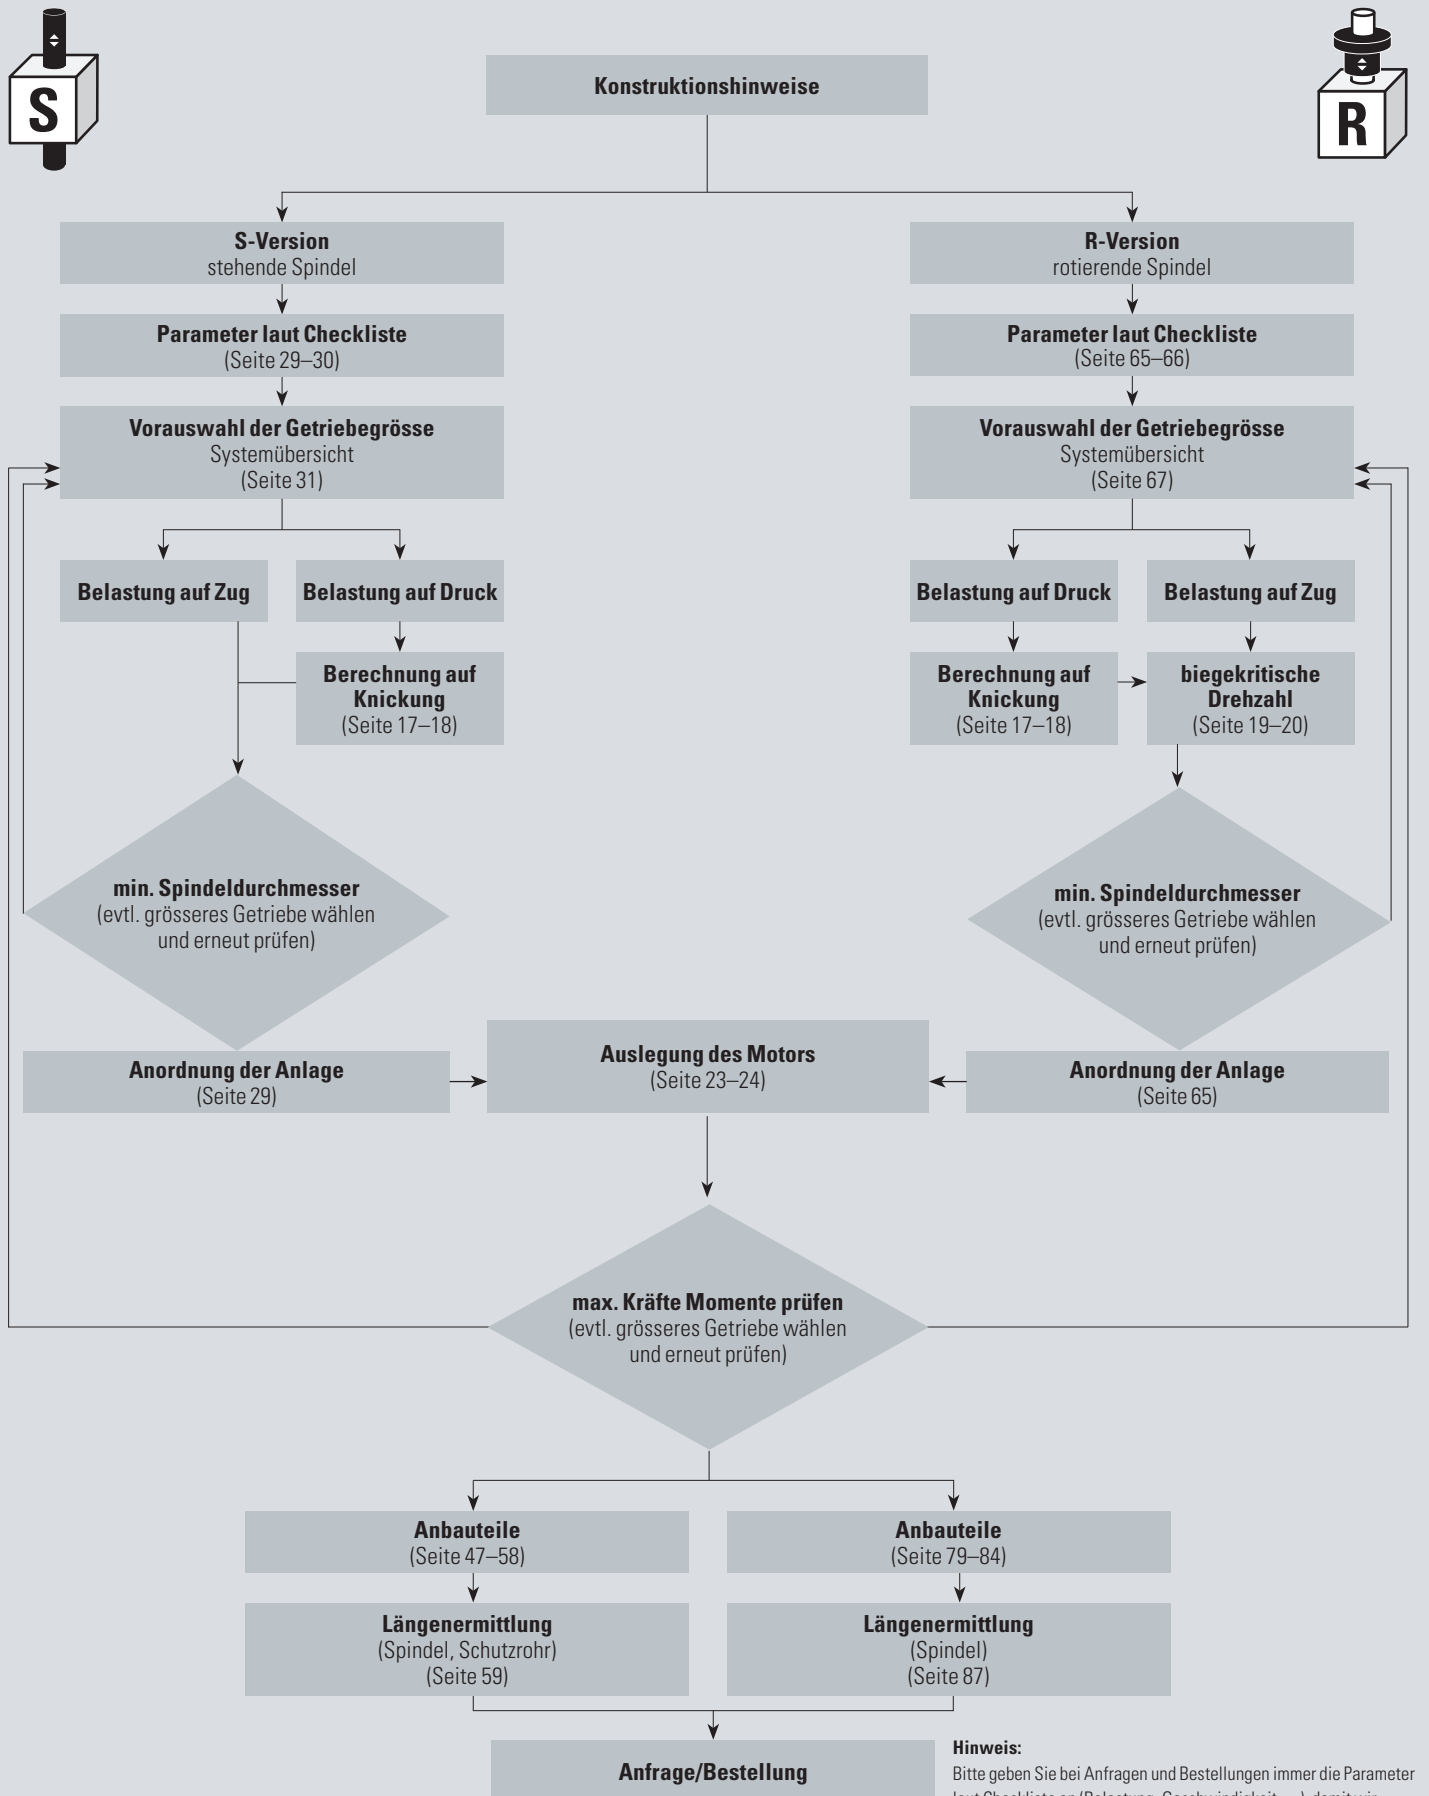 S
R
Konstruktionshinweise
S-Version
stehende Spindel
R-Version
rotierende Spindel
Parameter laut Checkliste
(Seite 29–30)
Parameter laut Checkliste
(Seite 65–66)
Vorauswahl der Getriebegrösse
Systemübersicht
(Seite 31)
Vorauswahl der Getriebegrösse
Systemübersicht
(Seite 67)
Belastung auf Zug
Belastung auf Druck
Belastung auf Druck
Belastung auf Zug
Berechnung auf
Knickung
(Seite 17–18)
Berechnung auf
Knickung
(Seite 17–18)
biegekritische
Drehzahl
(Seite 19–20)
min. Spindeldurchmesser
(evtl. grösseres Getriebe wählen
und erneut prüfen)
min. Spindeldurchmesser
(evtl. grösseres Getriebe wählen
und erneut prüfen)
Anordnung der Anlage
(Seite 29)
Auslegung des Motors
(Seite 23–24)
Anordnung der Anlage
(Seite 65)
max. Kräfte Momente prüfen
(evtl. grösseres Getriebe wählen
und erneut prüfen)
Anbauteile
(Seite 47–58)
Anbauteile
(Seite 79–84)
Längenermittlung
(Spindel, Schutzrohr)
(Seite 59)
Längenermittlung
(Spindel)
(Seite 87)
Anfrage/Bestellung
Hinweis:
Bitte geben Sie bei Anfragen und Bestellungen immer die Parameter